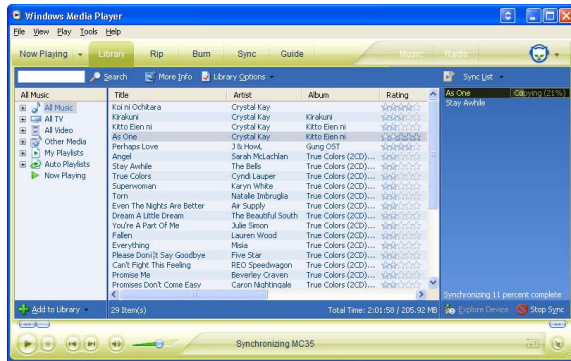 Windows Media Player
File View Play Tools Help
Now Playing Library Rip Burn Sync Guide Music Radio
Search More Info Library Options Sync List
All Music Title Artist Album Rating As One Copying (21%)
All Music Koi ni Ochitara Crystal Kay Stay Awhile
All TV Kirakuni Crystal Kay Kirakuni
All Video Kitto Eien ni Crystal Kay Kitto Eien ni
Other Media As One Crystal Kay Kitto Eien ni
My Playlists Perhaps Love J & HowL Gung OST
Auto Playlists Angel Sarah McLachlan True Colors (2CD)...
Now Playing Stay Awhile The Bells True Colors (2CD)...
True Colors Cyndi Lauper True Colors (2CD)...
Superwoman Karyn White True Colors (2CD)...
Torn Natalie Imbruglia True Colors (2CD)...
Even The Nights Are Better Air Supply True Colors (2CD)...
Dream A Little Dream The Beautiful South True Colors (2CD)...
You're A Part Of Me Julie Simon True Colors (2CD)...
Fallen Lauren Wood True Colors (2CD)...
Everything Misia True Colors (2CD)...
Please Doni]t Say Goodbye Five Star True Colors (2CD)...
Can't Fight This Feeling REO Speedwagon True Colors (2CD)...
Promise Me Beverley Craven True Colors (2CD)...
Promises Don't Come Easy Caron Nightingale True Colors (2CD)...
Synchronizing 11 percent complete
Add to Library 29 Item(s) Total Time: 2:01:58 / 205.92 MB Explore Device Stop Sync
Synchronizing MC35